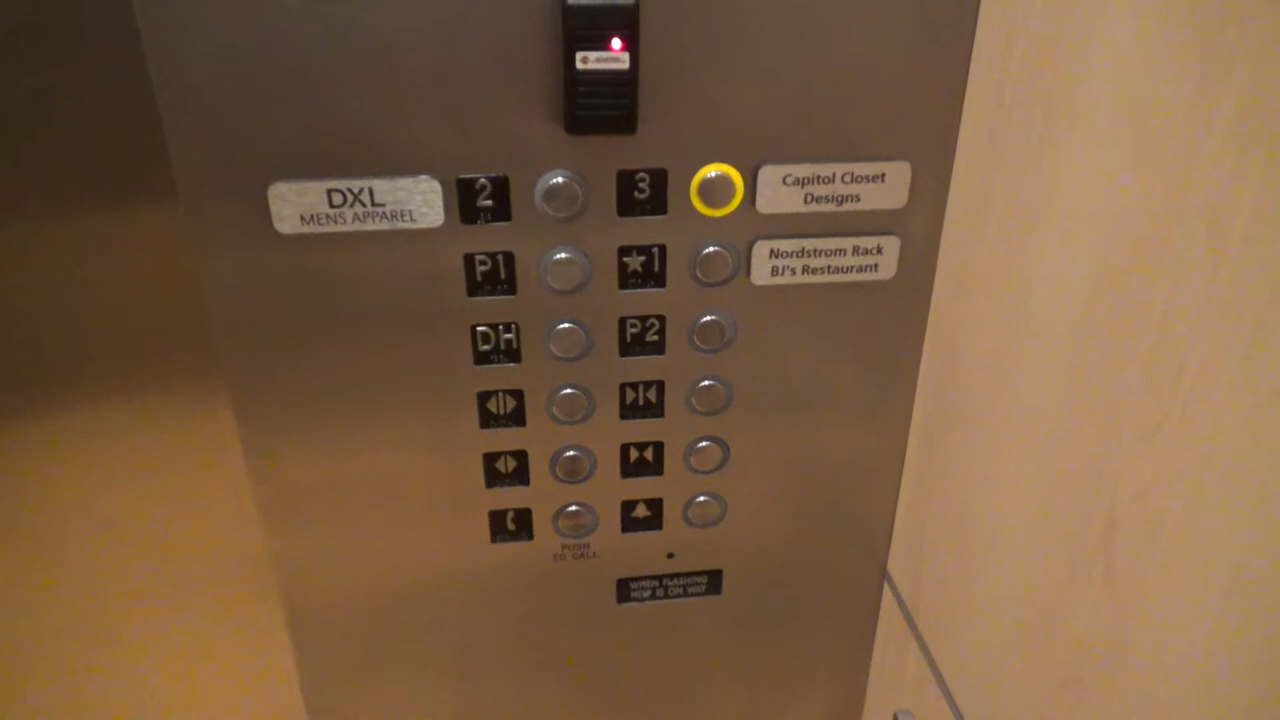 DXL
MENS APPAREL
2
3
Capitol Closet
Designs
P1
★1
Nordstrom Rack
BJ's Restaurant
DH
P2
PUSH
TO CALL
WHEN FLASHING
HELP IS ON WAY